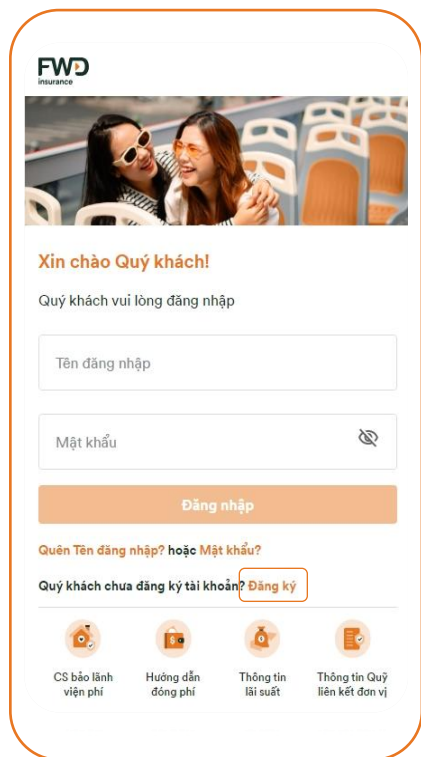 FWD
insurance
Xin chào Quý khách!
Quý khách vui lòng đăng nhập
Tên đăng nhập
Mật khẩu
Đăng nhập
Quên Tên đăng nhập? hoặc Mật khẩu?
Quý khách chưa đăng ký tài khoản? Đăng ký
CS bảo lãnh
viện phí
Hướng dẫn
đóng phí
Thông tin
lãi suất
Thông tin Quỹ
liên kết đơn vị